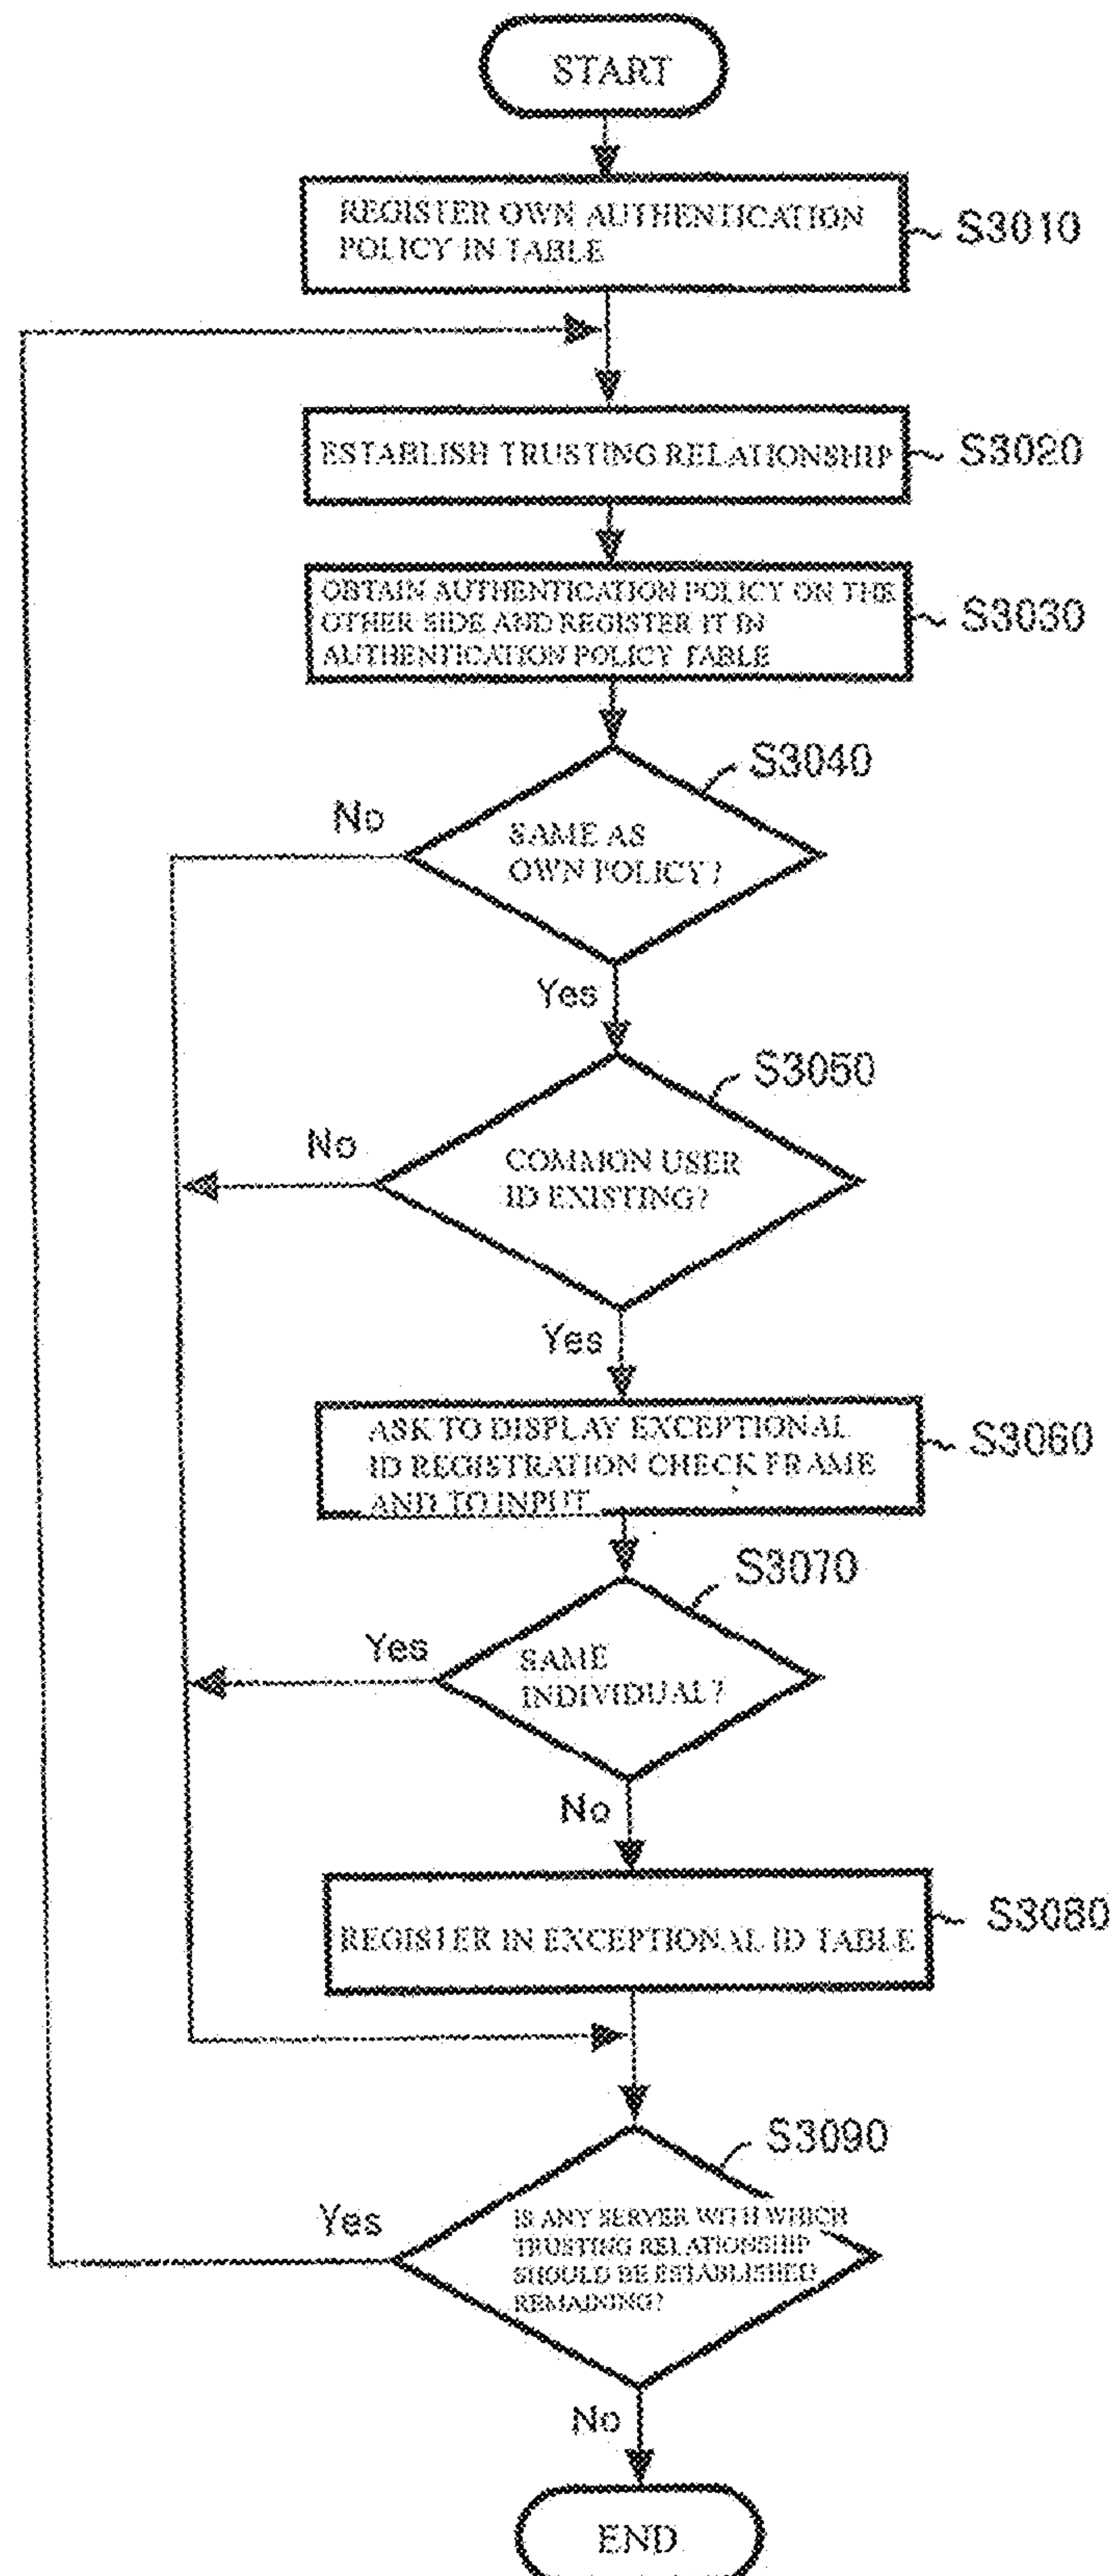 START
REGISTER OWN AUTHENTICATION
POLICY IN TABLE
S3010
ESTABLISH TRUSTING RELATIONSHIP
S3020
OBTAIN AUTHENTICATION POLICY ON THE
OTHER SIDE AND REGISTER IT IN
AUTHENTICATION POLICY TABLE
S3030
S3040
No
SAME AS
OWN POLICY?
Yes
S3050
No
COMMON USER
ID EXISTING?
Yes
ASK TO DISPLAY EXCEPTIONAL
ID REGISTRATION CHECK FRAME
AND TO INPUT
S3060
S3070
Yes
SAME
INDIVIDUAL?
No
REGISTER IN EXCEPTIONAL ID TABLE
S3080
S3090
Yes
IS ANY SERVER WITH WHICH
TRUSTING RELATIONSHIP
SHOULD BE ESTABLISHED
REMAINING?
No
END